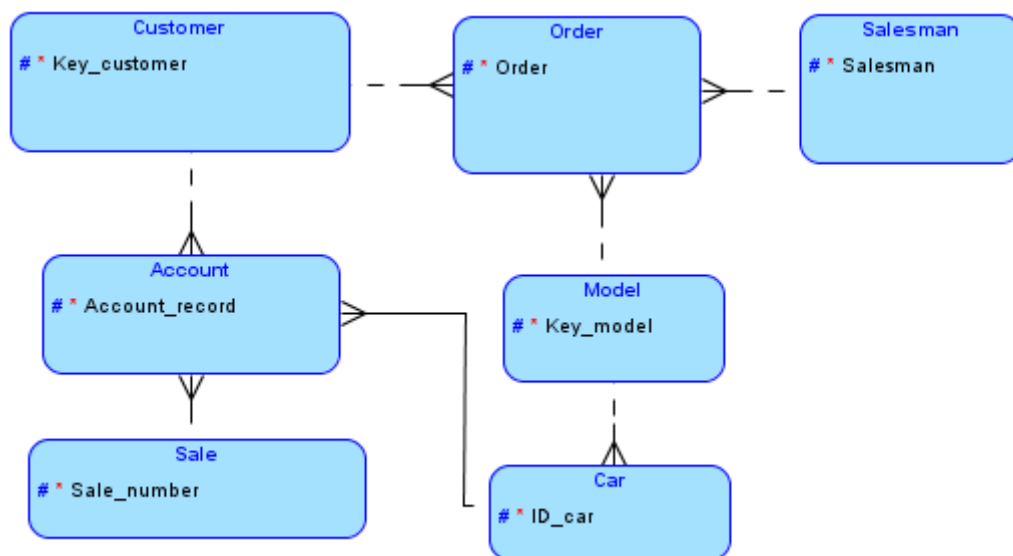 Customer
# * Key_customer
Order
# * Order
Salesman
# * Salesman
Account
# * Account_record
Model
# * Key_model
Sale
# * Sale_number
Car
# * ID_car